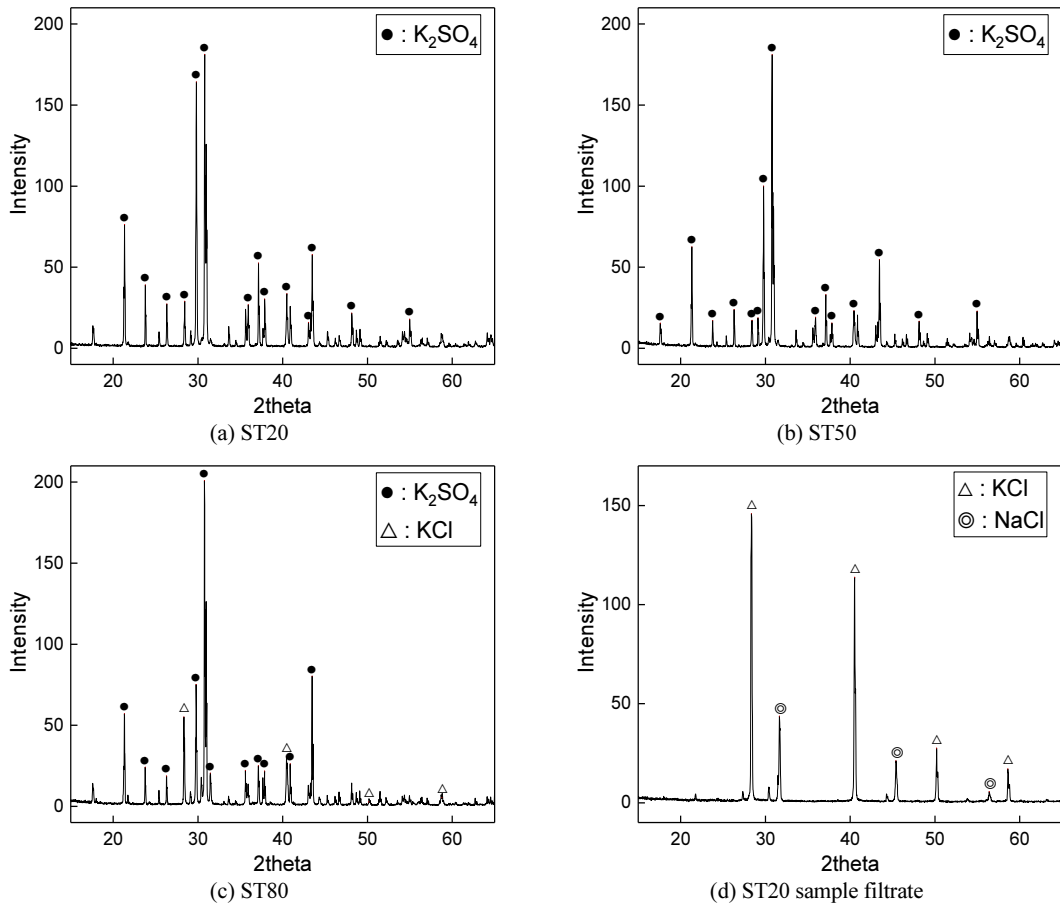 200
150
100
50
0
Intensity
● : K₂SO₄
20 30 40 50 60
2theta
(a) ST20
200
150
100
50
0
Intensity
● : K₂SO₄
20 30 40 50 60
2theta
(b) ST50
200
150
100
50
0
Intensity
● : K₂SO₄
△ : KCl
20 30 40 50 60
2theta
(c) ST80
150
100
50
0
Intensity
△ : KCl
◎ : NaCl
20 30 40 50 60
2theta
(d) ST20 sample filtrate